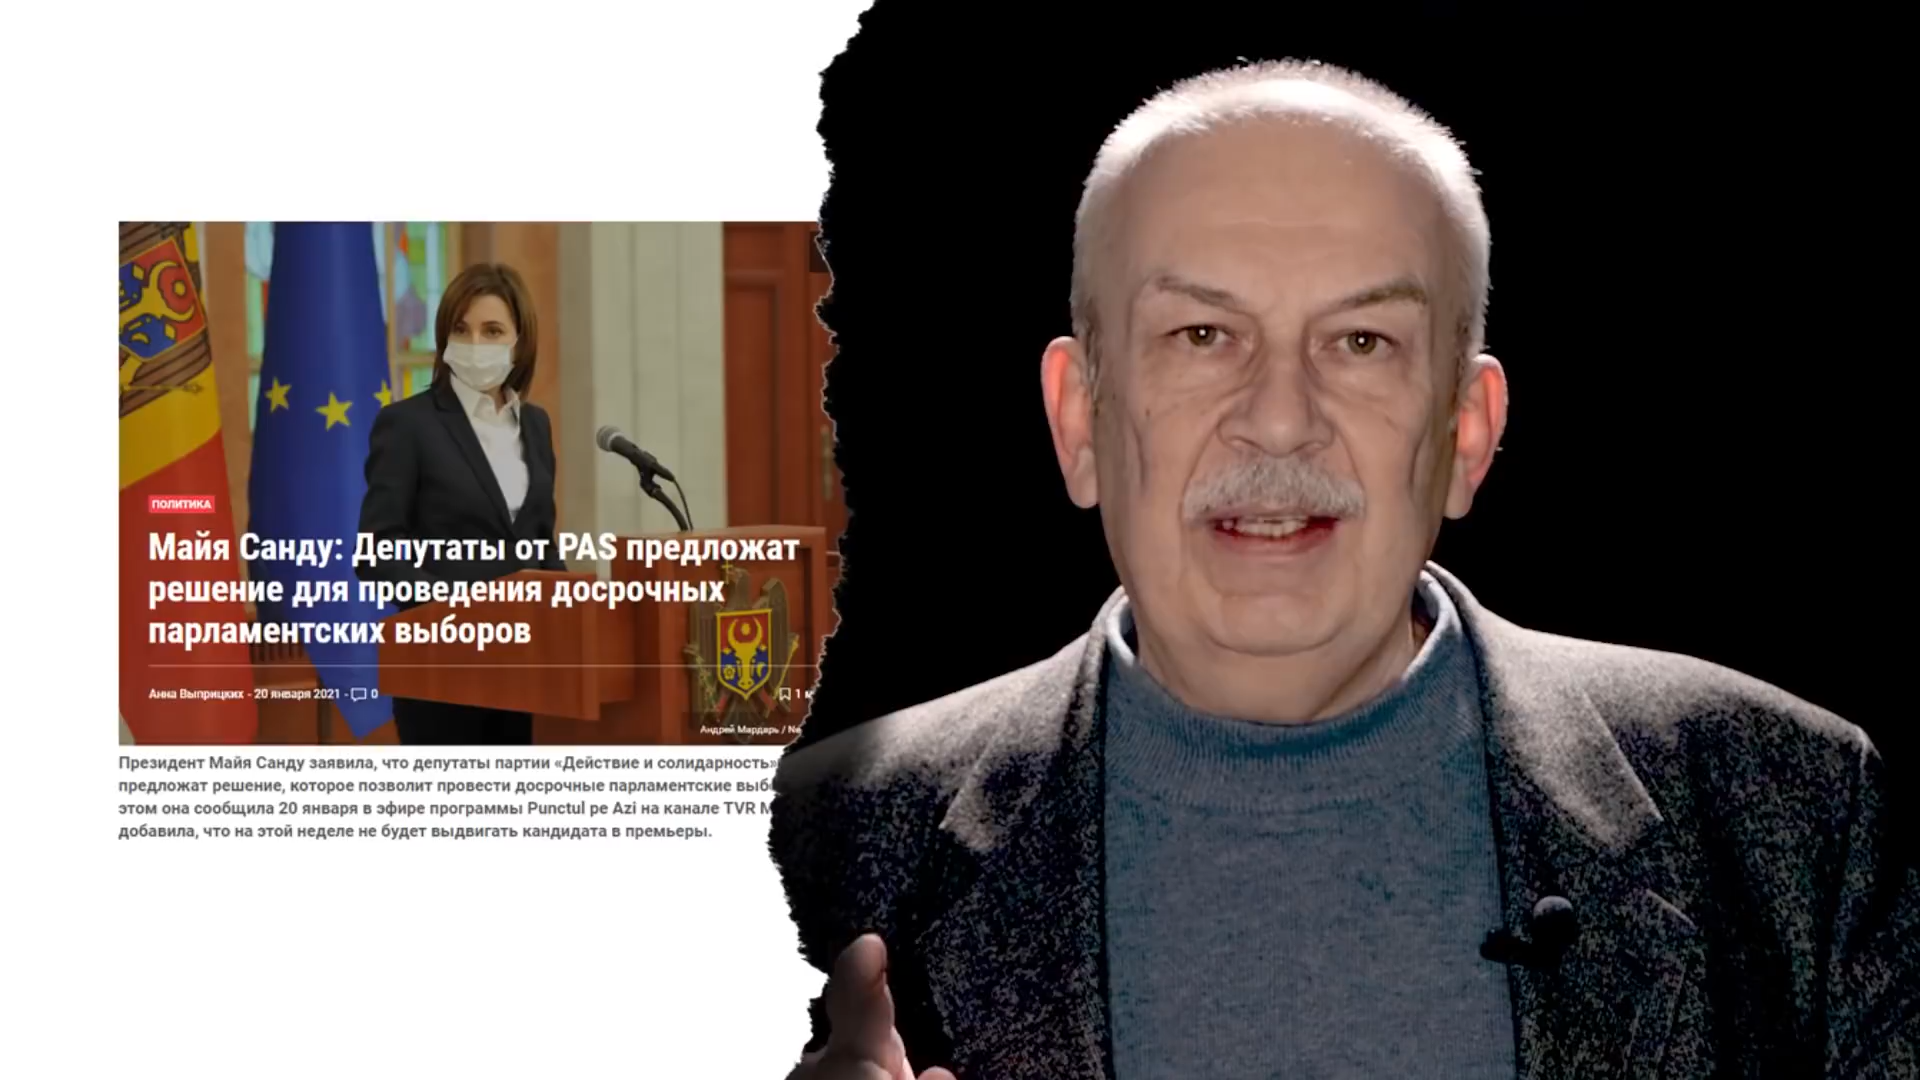 ПОЛИТИКА
Майя Санду: Депутаты от PAS предложат
решение для проведения досрочных
парламентских выборов
Анна Выприцких - 20 января 2021 - 0
1
Андрей Мардарь /
Президент Майя Санду заявила, что депутаты партии «Действие и солидарность»
предложат решение, которое позволит провести досрочные парламентские
этом она сообщила 20 января в эфире программы Punctul pe Azi на канале TVR
добавила, что на этой неделе не будет выдвигать кандидата в премьеры.